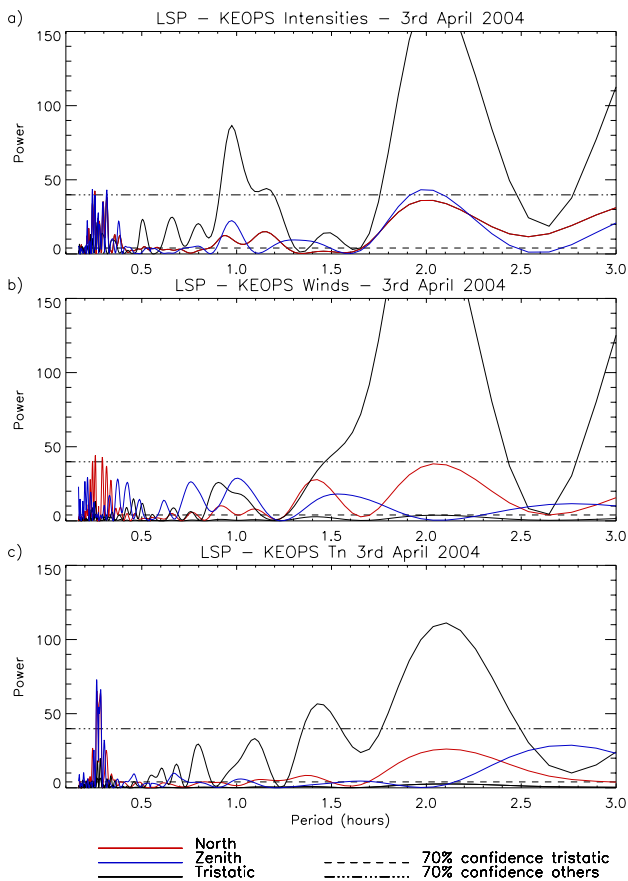 a)
LSP – KEOPS Intensities – 3rd April 2004
150
100
50
0
Power
0.5 1.0 1.5 2.0 2.5 3.0
b)
LSP – KEOPS Winds – 3rd April 2004
150
100
50
0
Power
0.5 1.0 1.5 2.0 2.5 3.0
c)
LSP – KEOPS Tn 3rd April 2004
150
100
50
0
Power
0.5 1.0 1.5 2.0 2.5 3.0
Period (hours)
North
Zenith
Tristatic
70% confidence tristatic
70% confidence others